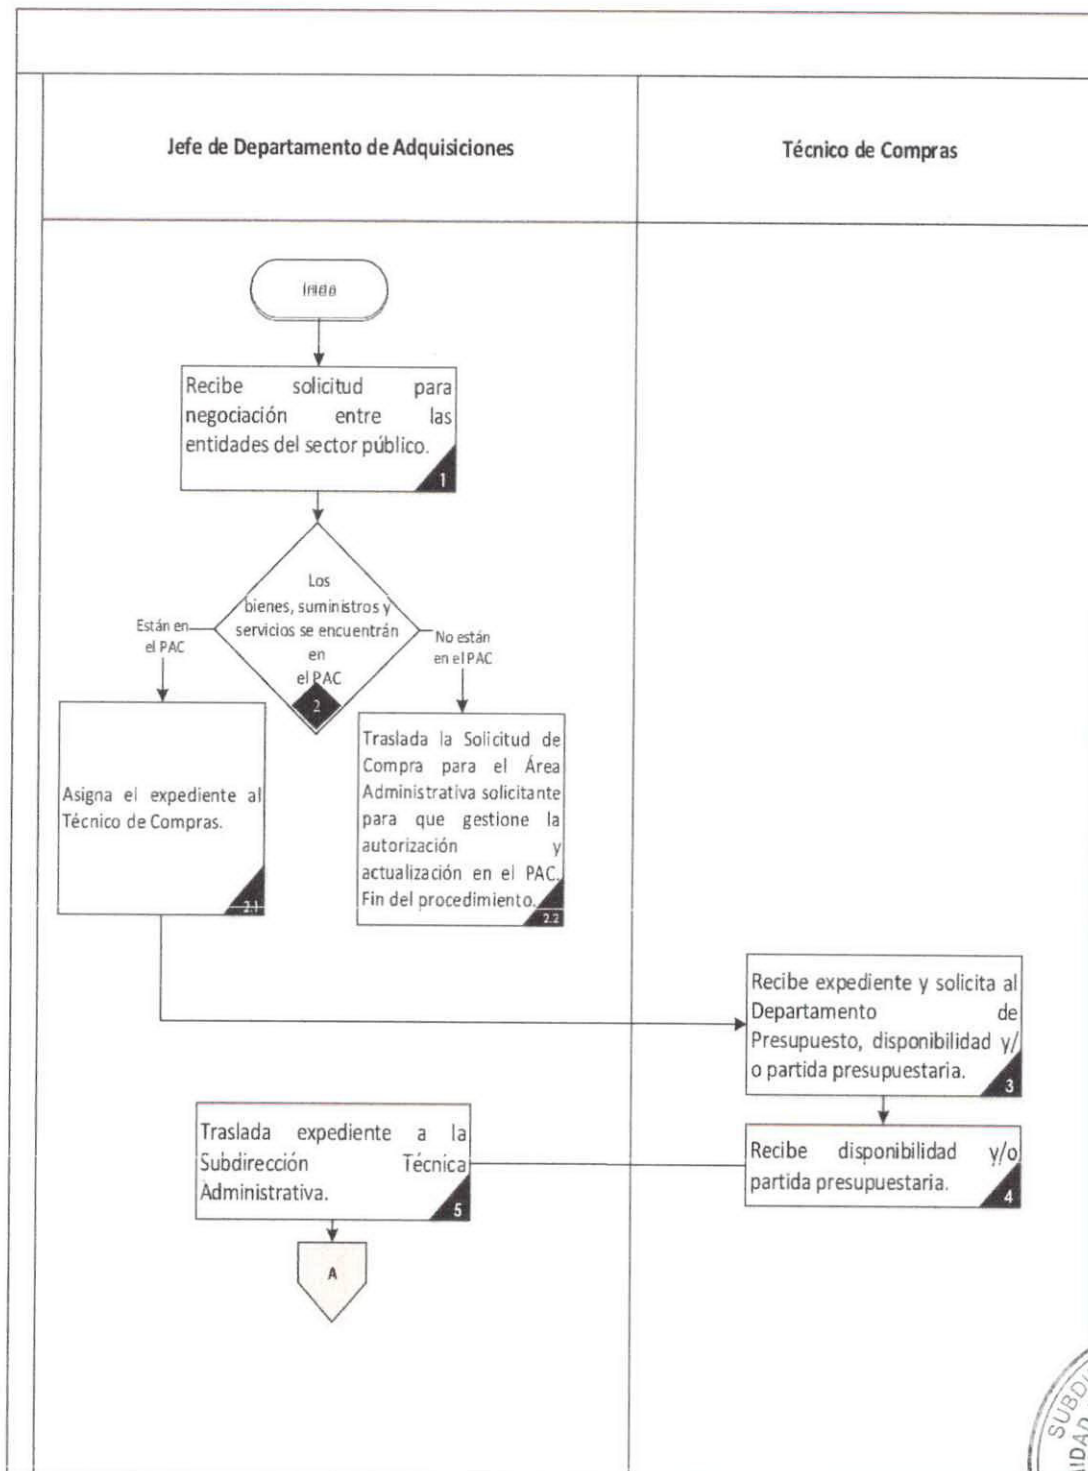 Jefe de Departamento de Adquisiciones
Técnico de Compras
Inicio
Recibe solicitud para
negociación entre las
entidades del sector público.
1
Los
bienes, suministros y
servicios se encuentrán
en
el PAC
2
Están en
el PAC
No están
en el PAC
Asigna el expediente al
Técnico de Compras.
2.1
Traslada la Solicitud de
Compra para el Área
Administrativa solicitante
para que gestione la
autorización y
actualización en el PAC.
Fin del procedimiento.
2.2
Recibe expediente y solicita al
Departamento de
Presupuesto, disponibilidad y/
o partida presupuestaria.
3
Recibe disponibilidad y/o
partida presupuestaria.
4
Traslada expediente a la
Subdirección Técnica
Administrativa.
5
A